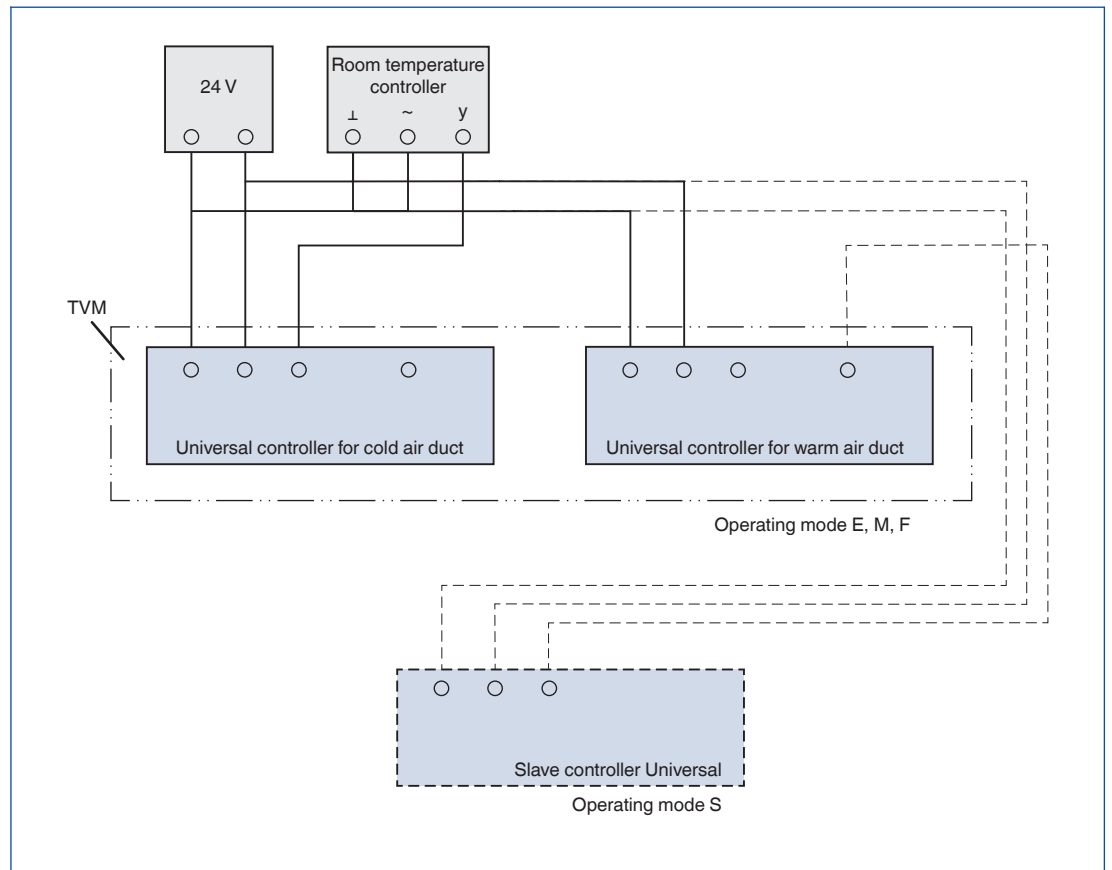 24 V
Room temperature
controller
⊥ ~ y
TVM
Universal controller for cold air duct
Universal controller for warm air duct
Operating mode E, M, F
Slave controller Universal
Operating mode S